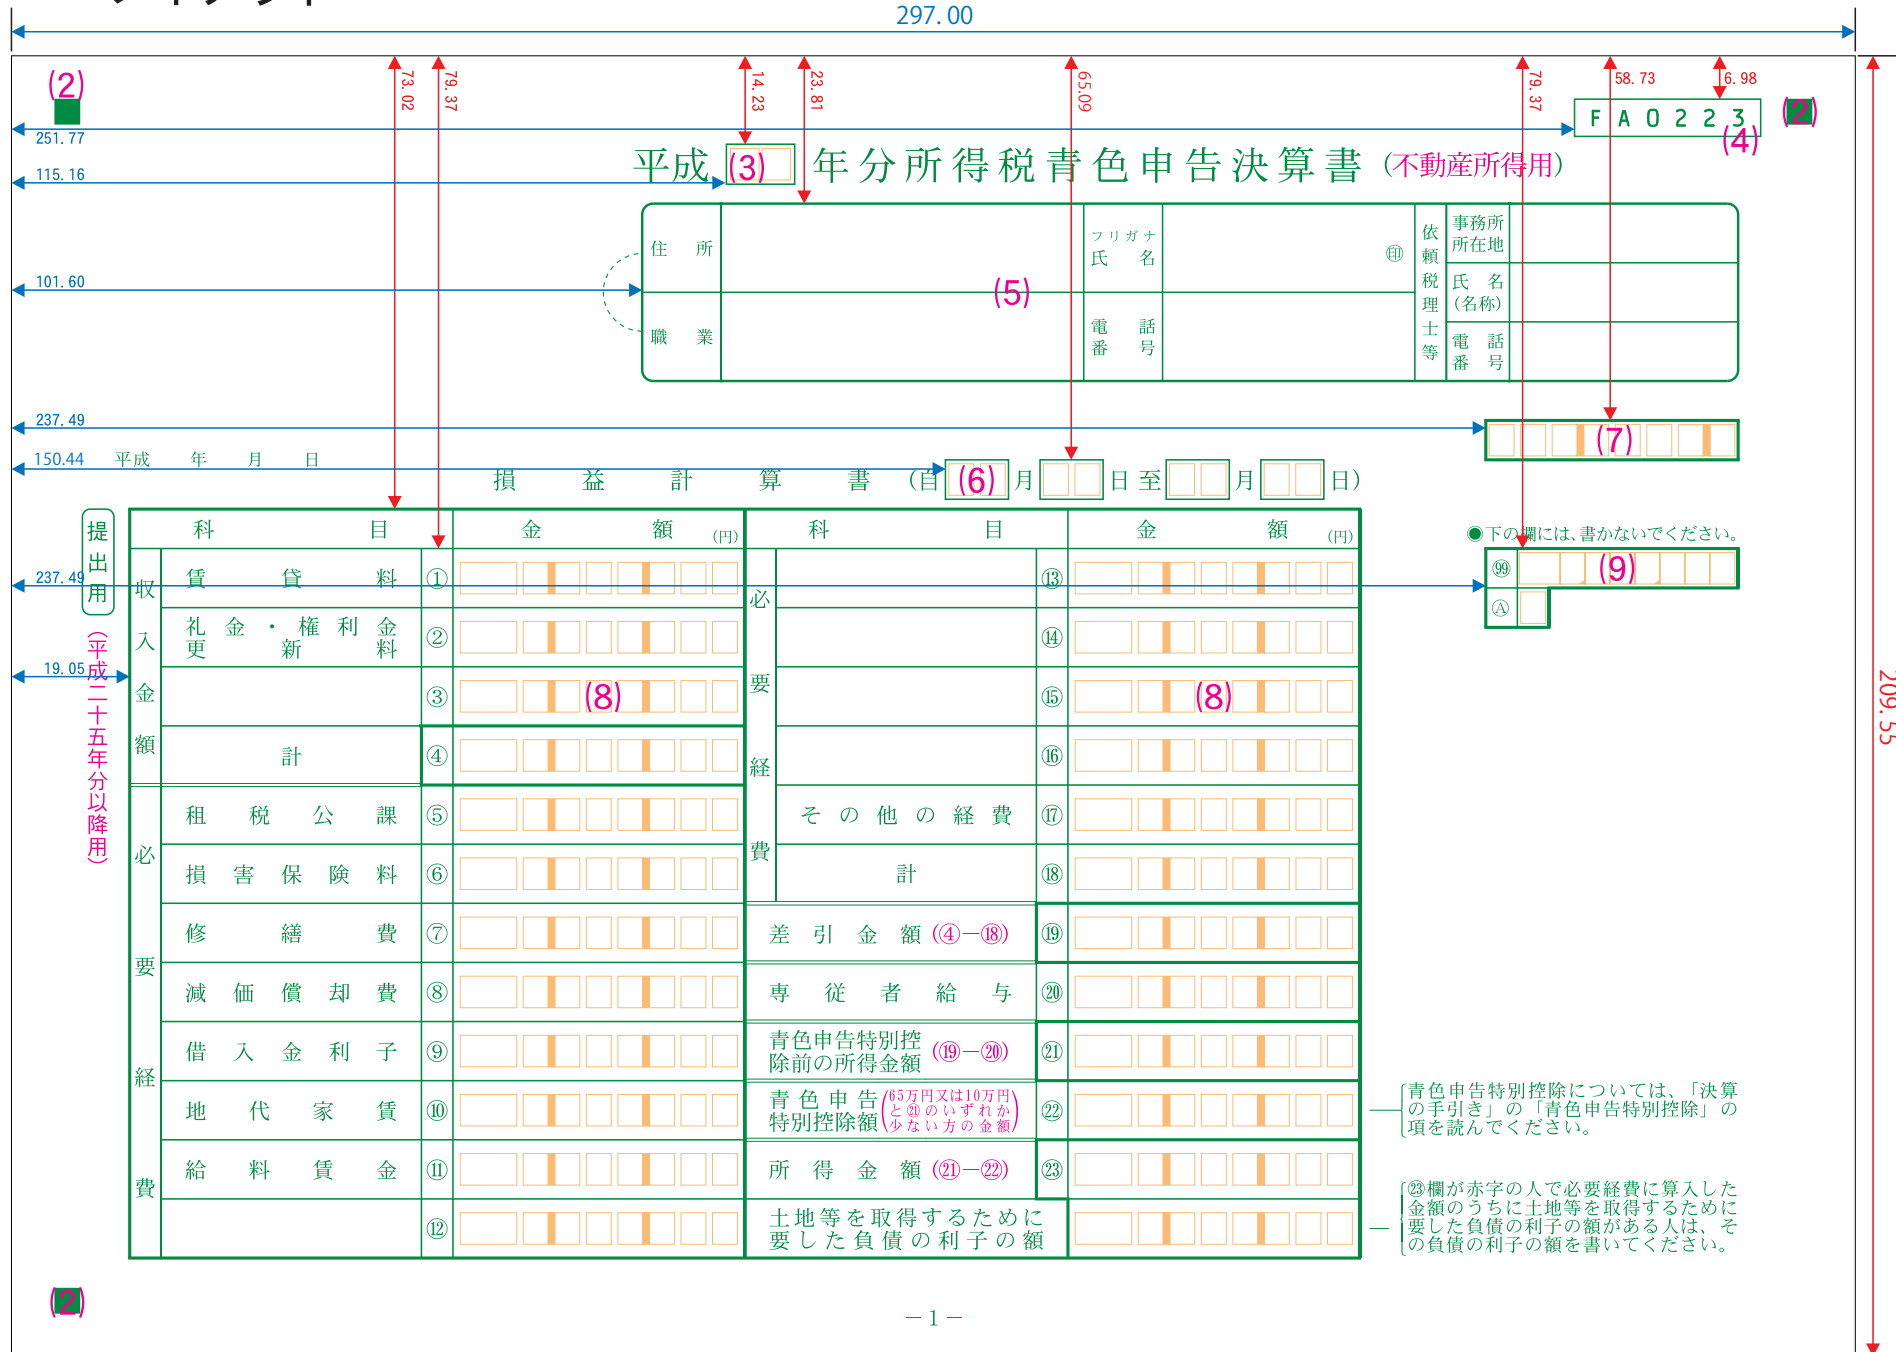 297.00
(2)
73.02
79.37
14.23
23.81
65.09
79.37
58.73
6.98
FA0223
(2)
(4)
251.77
115.16
平成 (3) 年分所得税青色申告決算書 (不動産所得用)
住所
フリガナ
氏名
㊞
依頼税理士等
事務所所在地
氏名(名称)
電話番号
101.60
(5)
職業
電話番号
237.49
(7)
150.44
平成 年 月 日
損益計算書 (自 (6) 月 日 至 月 日)
提出用
(平成二十五年分以降用)
科目 金額 (円) 科目 金額 (円)
●下の欄には、書かないでください。
237.49
19.05
209.55
収入金額
賃貸料 ①
礼金・権利金更新料 ②
③ (8)
計 ④
必要経費
租税公課 ⑤
損害保険料 ⑥
修繕費 ⑦
減価償却費 ⑧
借入金利子 ⑨
地代家賃 ⑩
給料賃金 ⑪
⑫
必要経費
⑬
⑭
⑮ (8)
⑯
その他の経費 ⑰
計 ⑱
差引金額 (④-⑱) ⑲
専従者給与 ⑳
青色申告特別控除前の所得金額 (⑲-⑳) ㉑
青色申告特別控除額 (65万円又は10万円と㉑のいずれか少ない方の金額) ㉒
所得金額 (㉑-㉒) ㉓
土地等を取得するために
要した負債の利子の額
99 (9)
Ⓐ
青色申告特別控除については、「決算
の手引き」の「青色申告特別控除」の
項を読んでください。
㉓欄が赤字の人で必要経費に算入した
金額のうちに土地等を取得するために
要した負債の利子の額がある人は、そ
の負債の利子の額を書いてください。
(2)
-1-